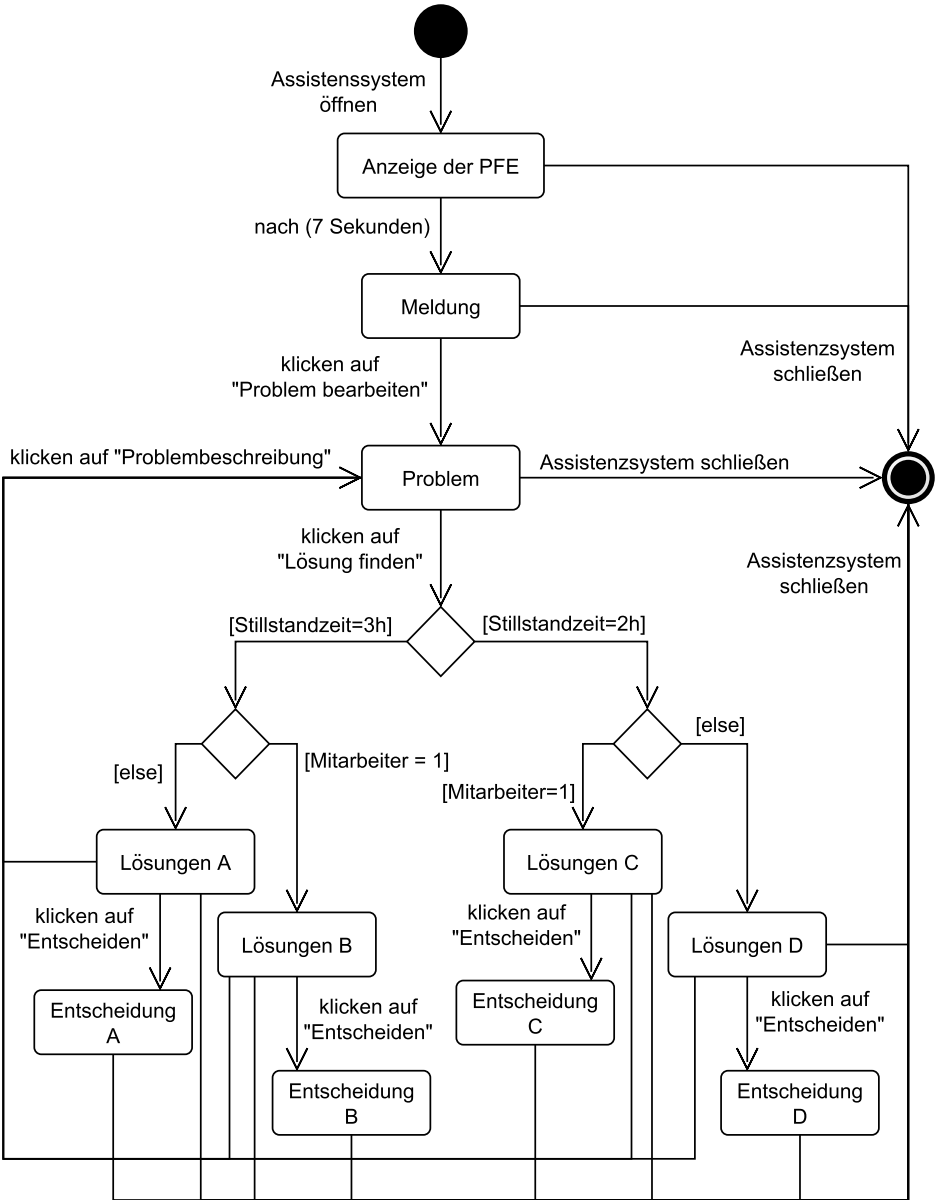 Assistenssystem
öffnen
Anzeige der PFE
nach (7 Sekunden)
Meldung
Assistenzsystem
schließen
klicken auf
"Problem bearbeiten"
klicken auf "Problembeschreibung"
Problem
Assistenzsystem schließen
klicken auf
"Lösung finden"
Assistenzsystem
schließen
[Stillstandzeit=3h]
[Stillstandzeit=2h]
[else]
[Mitarbeiter = 1]
[Mitarbeiter=1]
[else]
Lösungen A
Lösungen C
klicken auf
"Entscheiden"
Lösungen B
klicken auf
"Entscheiden"
Lösungen D
Entscheidung
A
klicken auf
"Entscheiden"
Entscheidung
C
klicken auf
"Entscheiden"
Entscheidung
B
Entscheidung
D